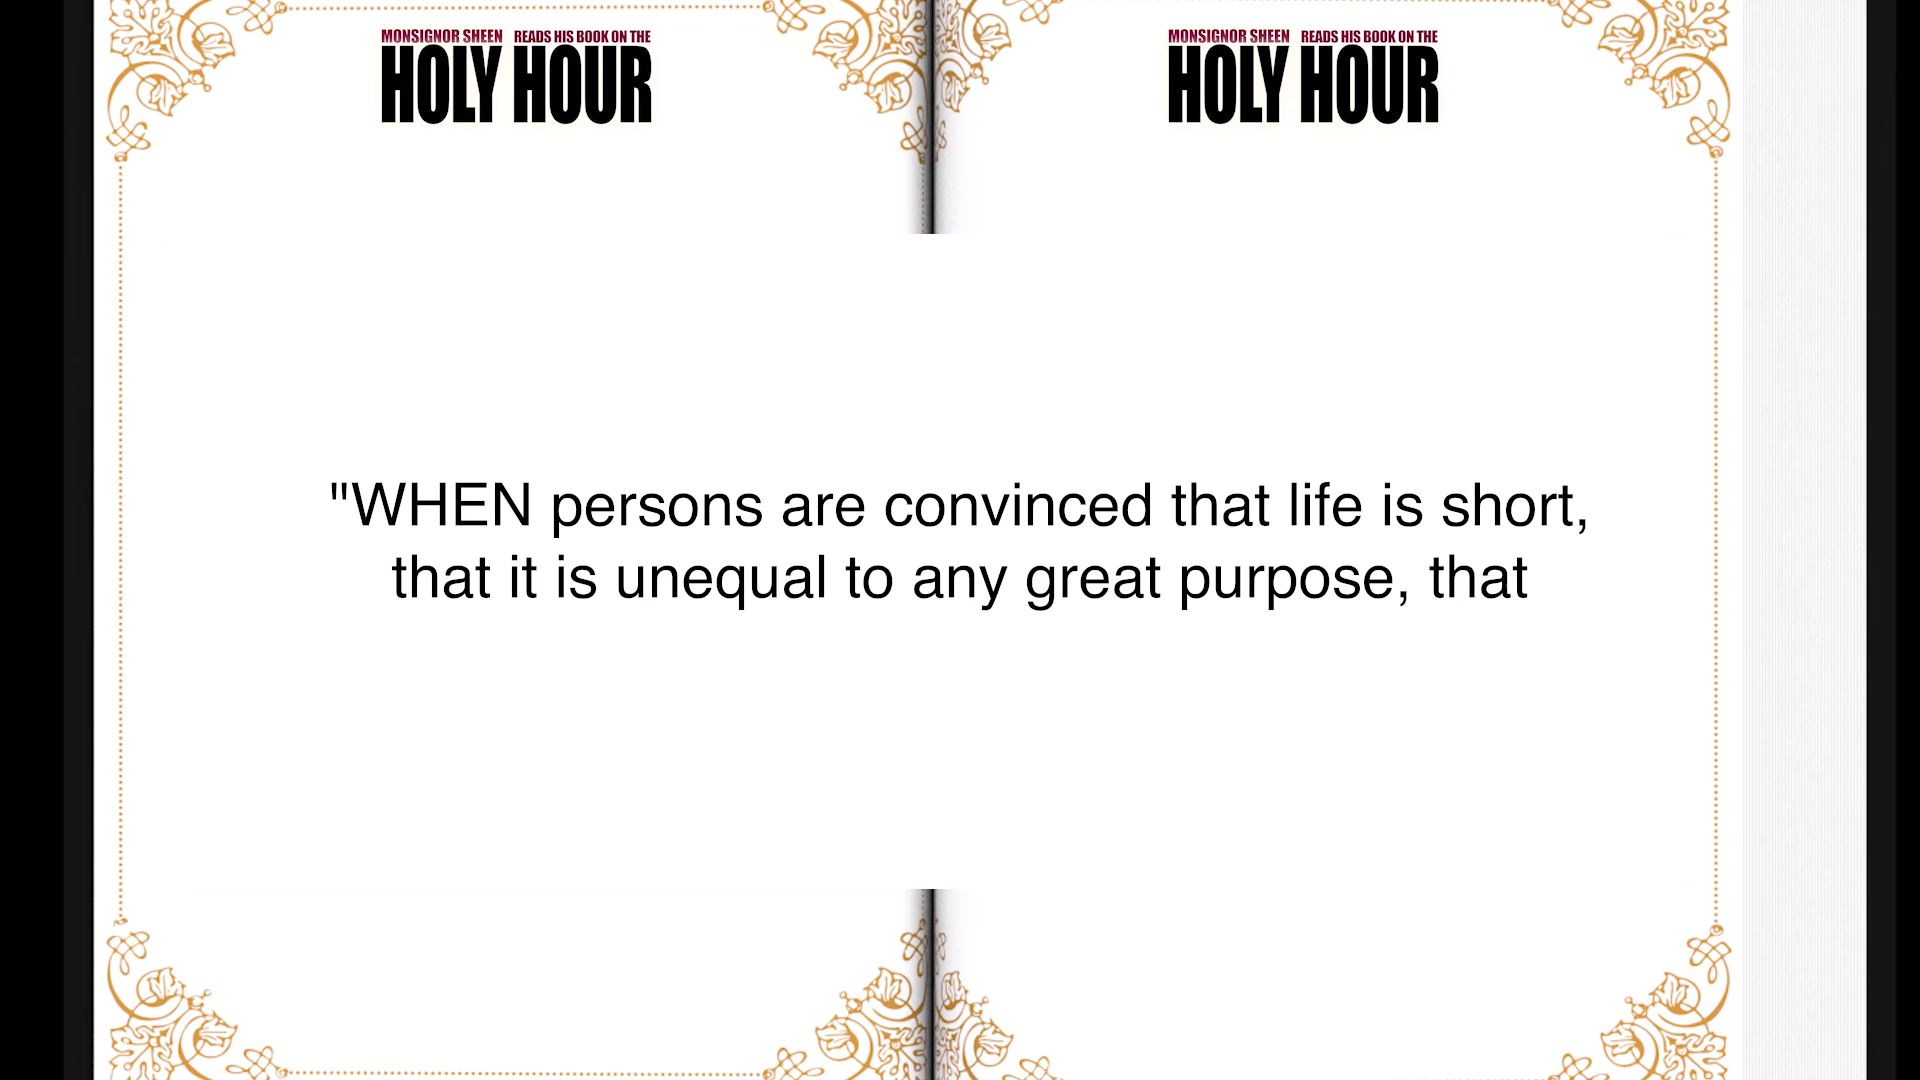 MONSIGNOR SHEEN READS HIS BOOK ON THE
HOLY HOUR
MONSIGNOR SHEEN READS HIS BOOK ON THE
HOLY HOUR
"WHEN persons are convinced that life is short,
that it is unequal to any great purpose, that